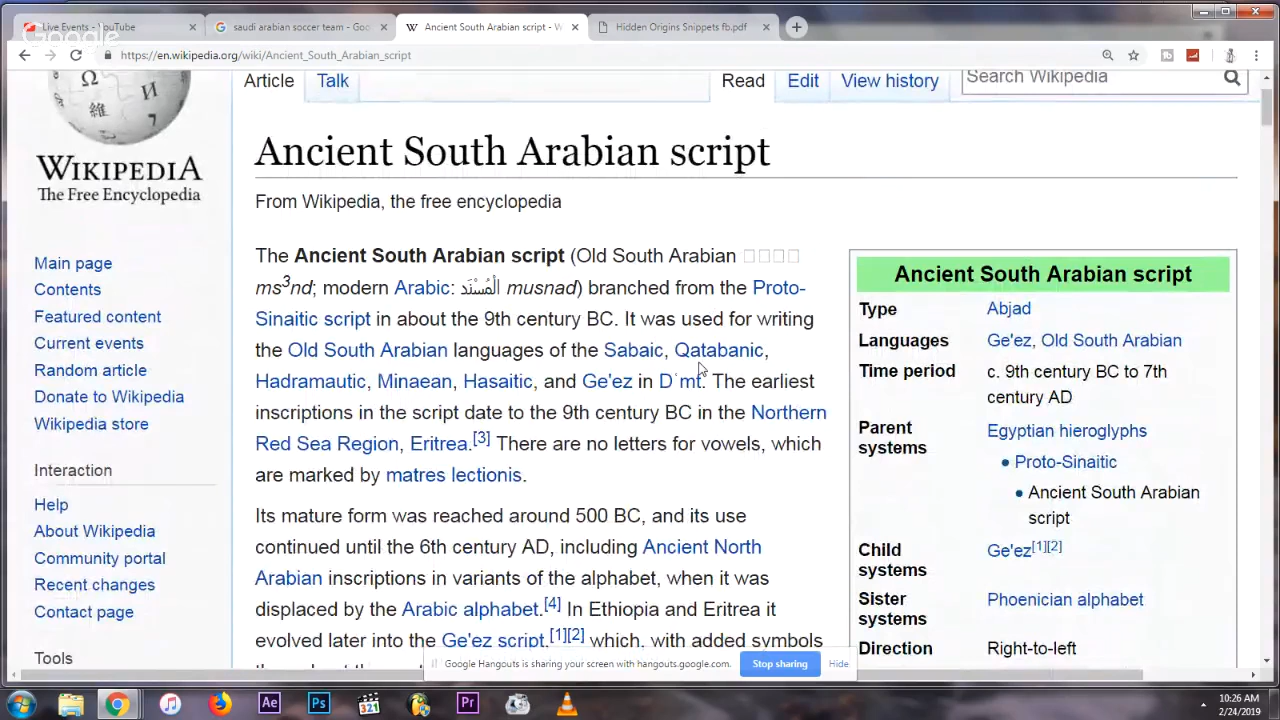 Live Events - YouTube
saudi arabian soccer team - Goo
Ancient South Arabian script - W
Hidden Origins Snippets fb.pdf
Google
https://en.wikipedia.org/wiki/Ancient_South_Arabian_script
Article Talk Read Edit View history Search Wikipedia
WIKIPEDIA
The Free Encyclopedia
Main page
Contents
Featured content
Current events
Random article
Donate to Wikipedia
Wikipedia store
Interaction
Help
About Wikipedia
Community portal
Recent changes
Contact page
Tools
Ancient South Arabian script
From Wikipedia, the free encyclopedia
The Ancient South Arabian script (Old South Arabian
ms3nd; modern Arabic: الْمُسْنَد musnad) branched from the Proto-
Sinaitic script in about the 9th century BC. It was used for writing
the Old South Arabian languages of the Sabaic, Qatabanic,
Hadramautic, Minaean, Hasaitic, and Ge'ez in Dʿmt. The earliest
inscriptions in the script date to the 9th century BC in the Northern
Red Sea Region, Eritrea.[3] There are no letters for vowels, which
are marked by matres lectionis.
Its mature form was reached around 500 BC, and its use
continued until the 6th century AD, including Ancient North
Arabian inscriptions in variants of the alphabet, when it was
displaced by the Arabic alphabet.[4] In Ethiopia and Eritrea it
evolved later into the Ge'ez script,[1][2] which, with added symbols
Ancient South Arabian script
Type Abjad
Languages Ge'ez, Old South Arabian
Time period c. 9th century BC to 7th
century AD
Parent systems Egyptian hieroglyphs
• Proto-Sinaitic
• Ancient South Arabian
script
Child systems Ge'ez[1][2]
Sister systems Phoenician alphabet
Direction Right-to-left
Google Hangouts is sharing your screen with hangouts.google.com. Stop sharing Hide
Ae Ps 321 Pr
10:26 AM
2/24/2019